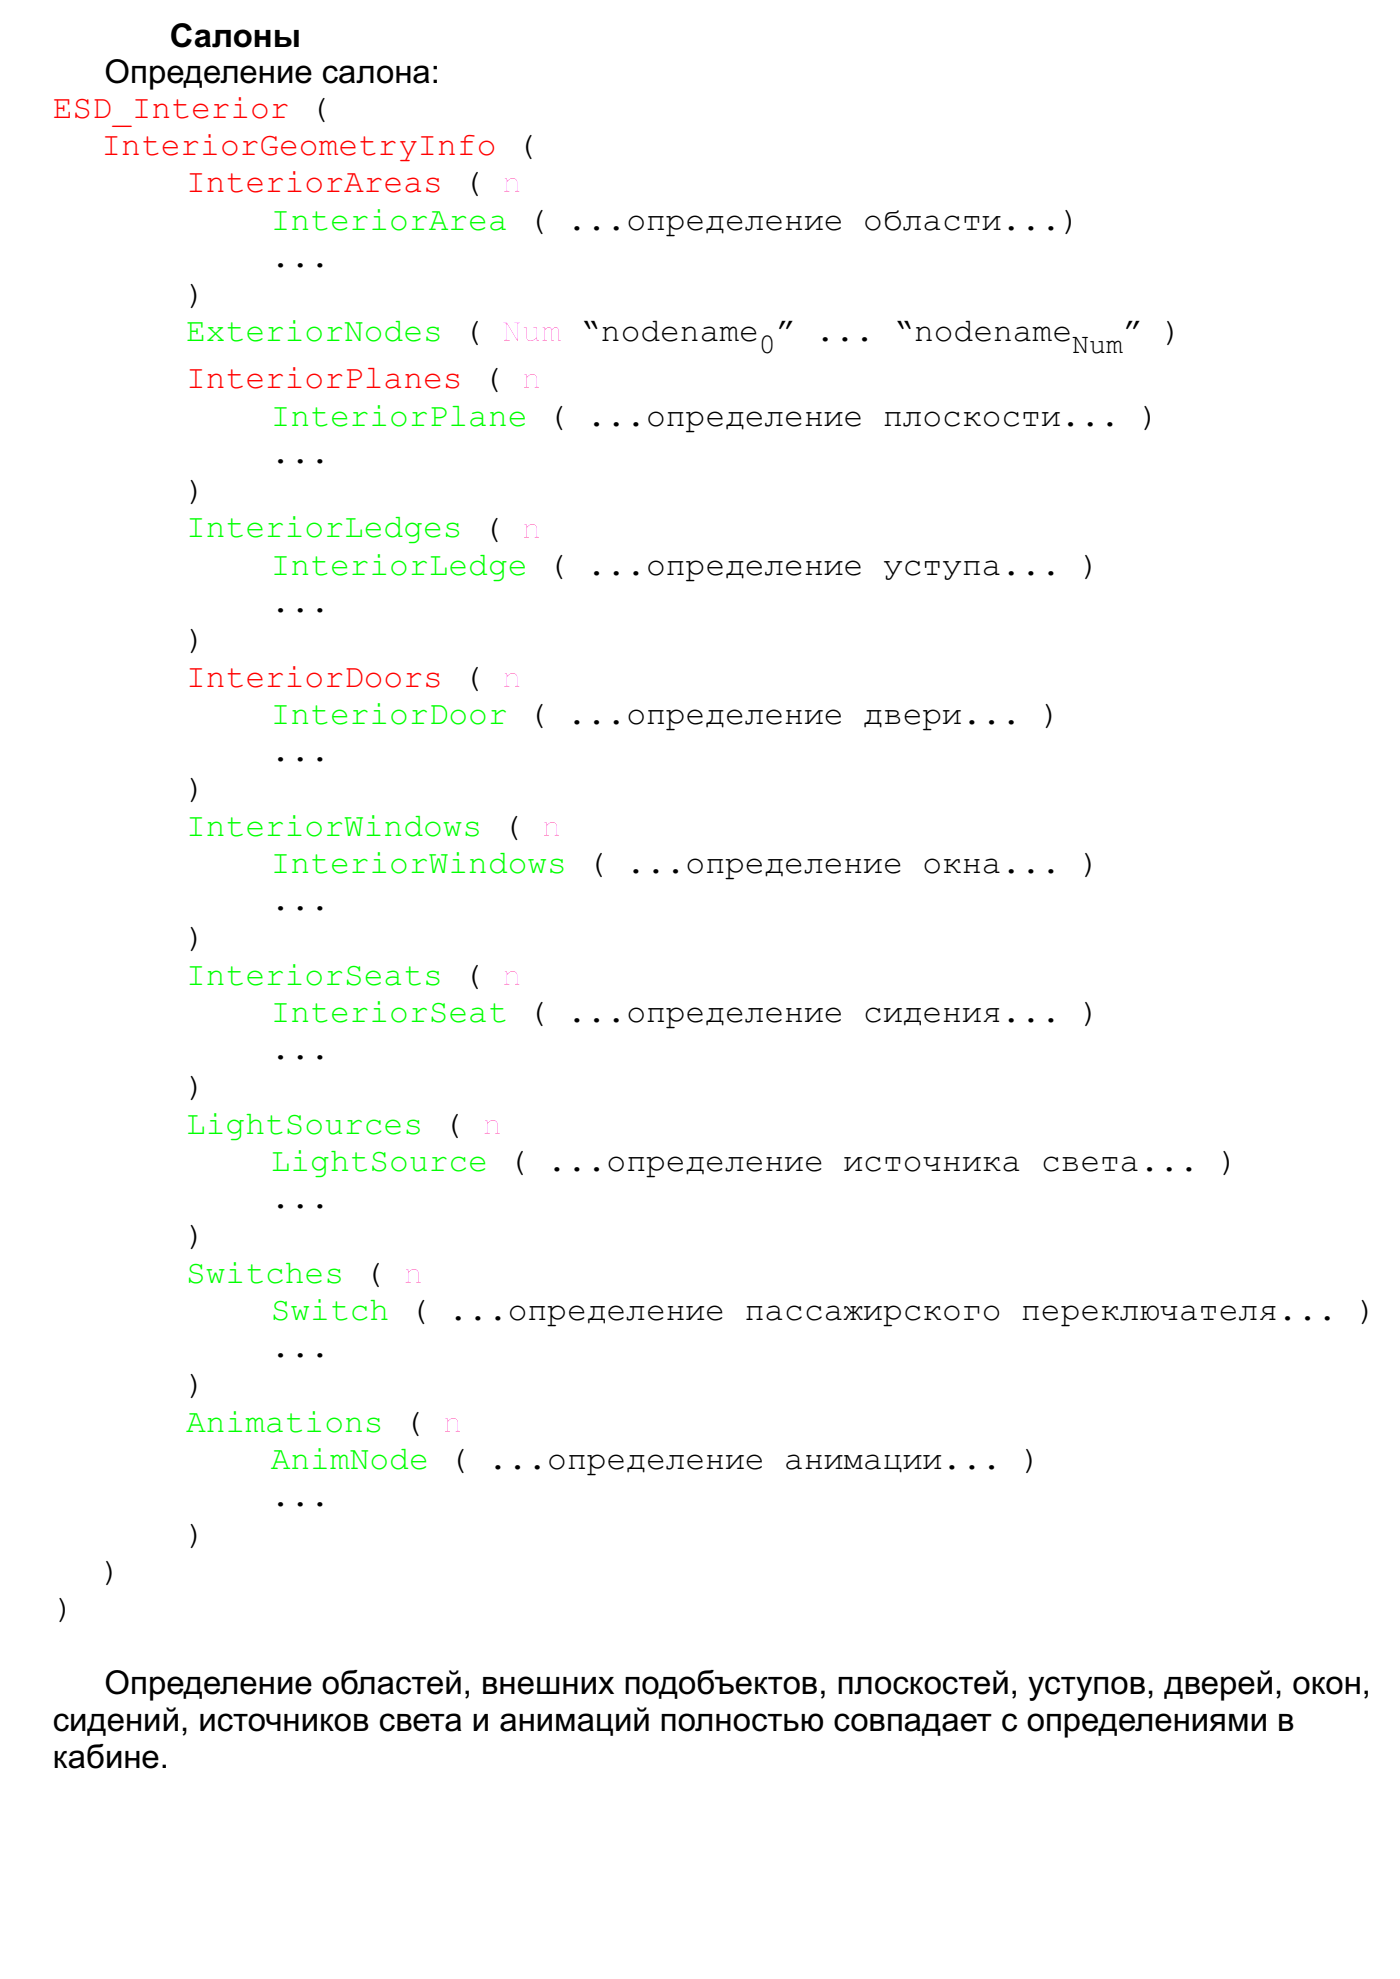 Салоны
Определение салона:
ESD_Interior (
InteriorGeometryInfo (
InteriorAreas ( n
InteriorArea ( ...определение области...)
...
)
ExteriorNodes ( Num “nodename0” ... “nodenameNum” )
InteriorPlanes ( n
InteriorPlane ( ...определение плоскости... )
...
)
InteriorLedges ( n
InteriorLedge ( ...определение уступа... )
...
)
InteriorDoors ( n
InteriorDoor ( ...определение двери... )
...
)
InteriorWindows ( n
InteriorWindows ( ...определение окна... )
...
)
InteriorSeats ( n
InteriorSeat ( ...определение сидения... )
...
)
LightSources ( n
LightSource ( ...определение источника света... )
...
)
Switches ( n
Switch ( ...определение пассажирского переключателя... )
...
)
Animations ( n
AnimNode ( ...определение анимации... )
...
)
)
)
Определение областей, внешних подобъектов, плоскостей, уступов, дверей, окон,
сидений, источников света и анимаций полностью совпадает с определениями в
кабине.